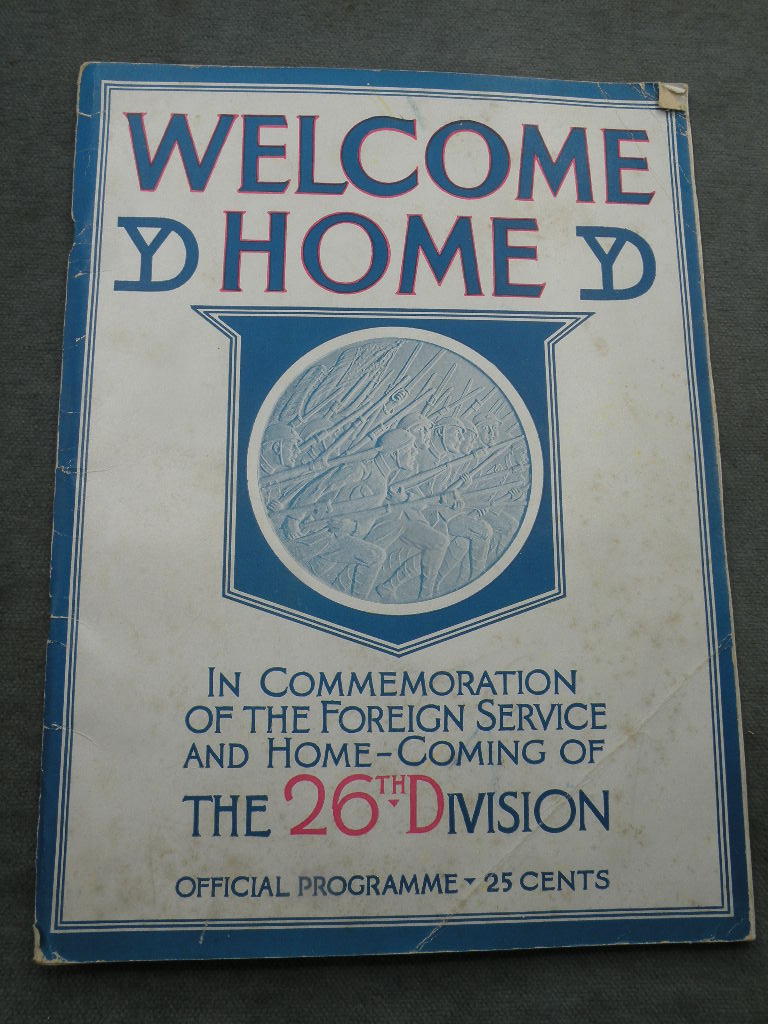 WELCOME
YD HOME YD
IN COMMEMORATION
OF THE FOREIGN SERVICE
AND HOME-COMING OF
THE 26TH DIVISION
OFFICIAL PROGRAMME ▾ 25 CENTS